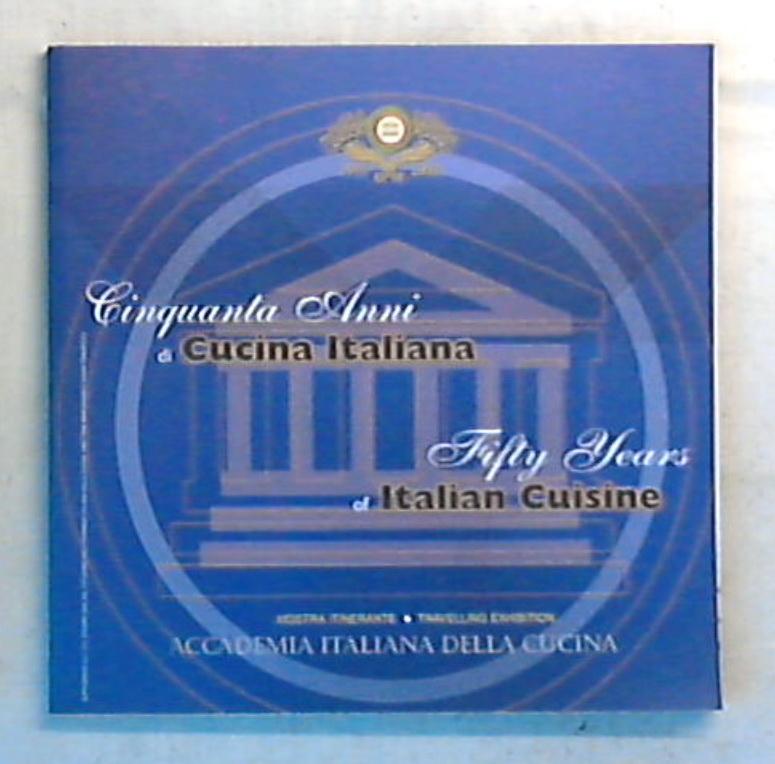 Cinquanta Anni
di Cucina Italiana
Fifty Years
of Italian Cuisine
MOSTRA ITINERANTE • TRAVELLING EXHIBITION
ACCADEMIA ITALIANA DELLA CUCINA